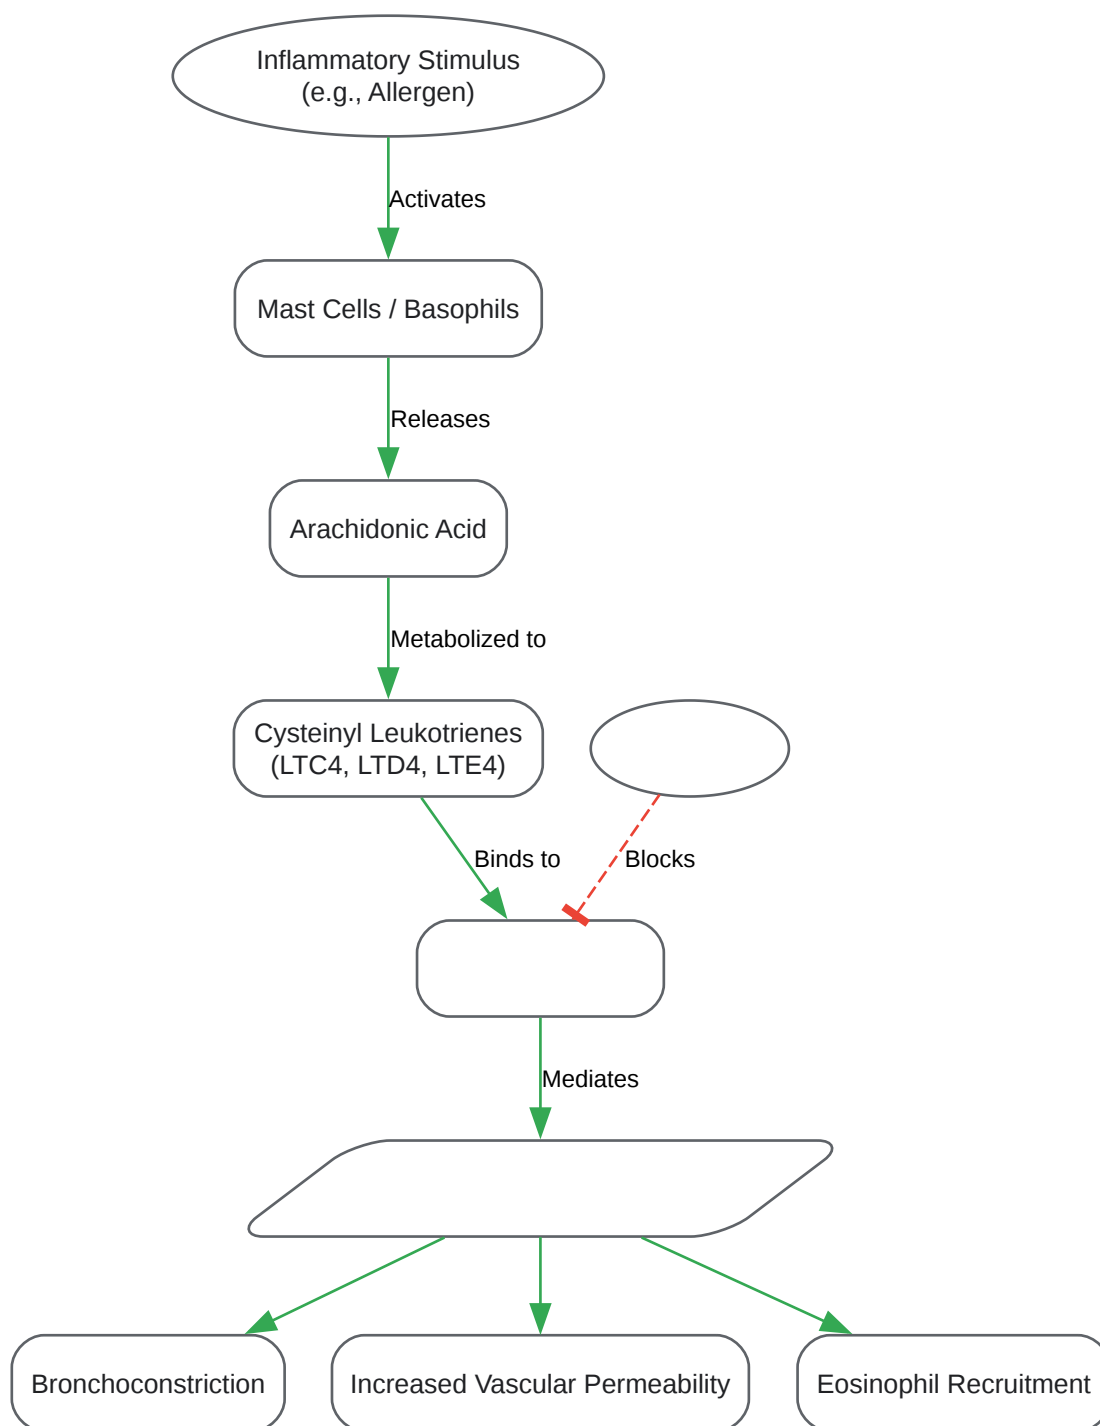 Inflammatory Stimulus
(e.g., Allergen)
Activates
Mast Cells / Basophils
Releases
Arachidonic Acid
Metabolized to
Cysteinyl Leukotrienes
(LTC4, LTD4, LTE4)
Binds to
Blocks
Mediates
Bronchoconstriction
Increased Vascular Permeability
Eosinophil Recruitment